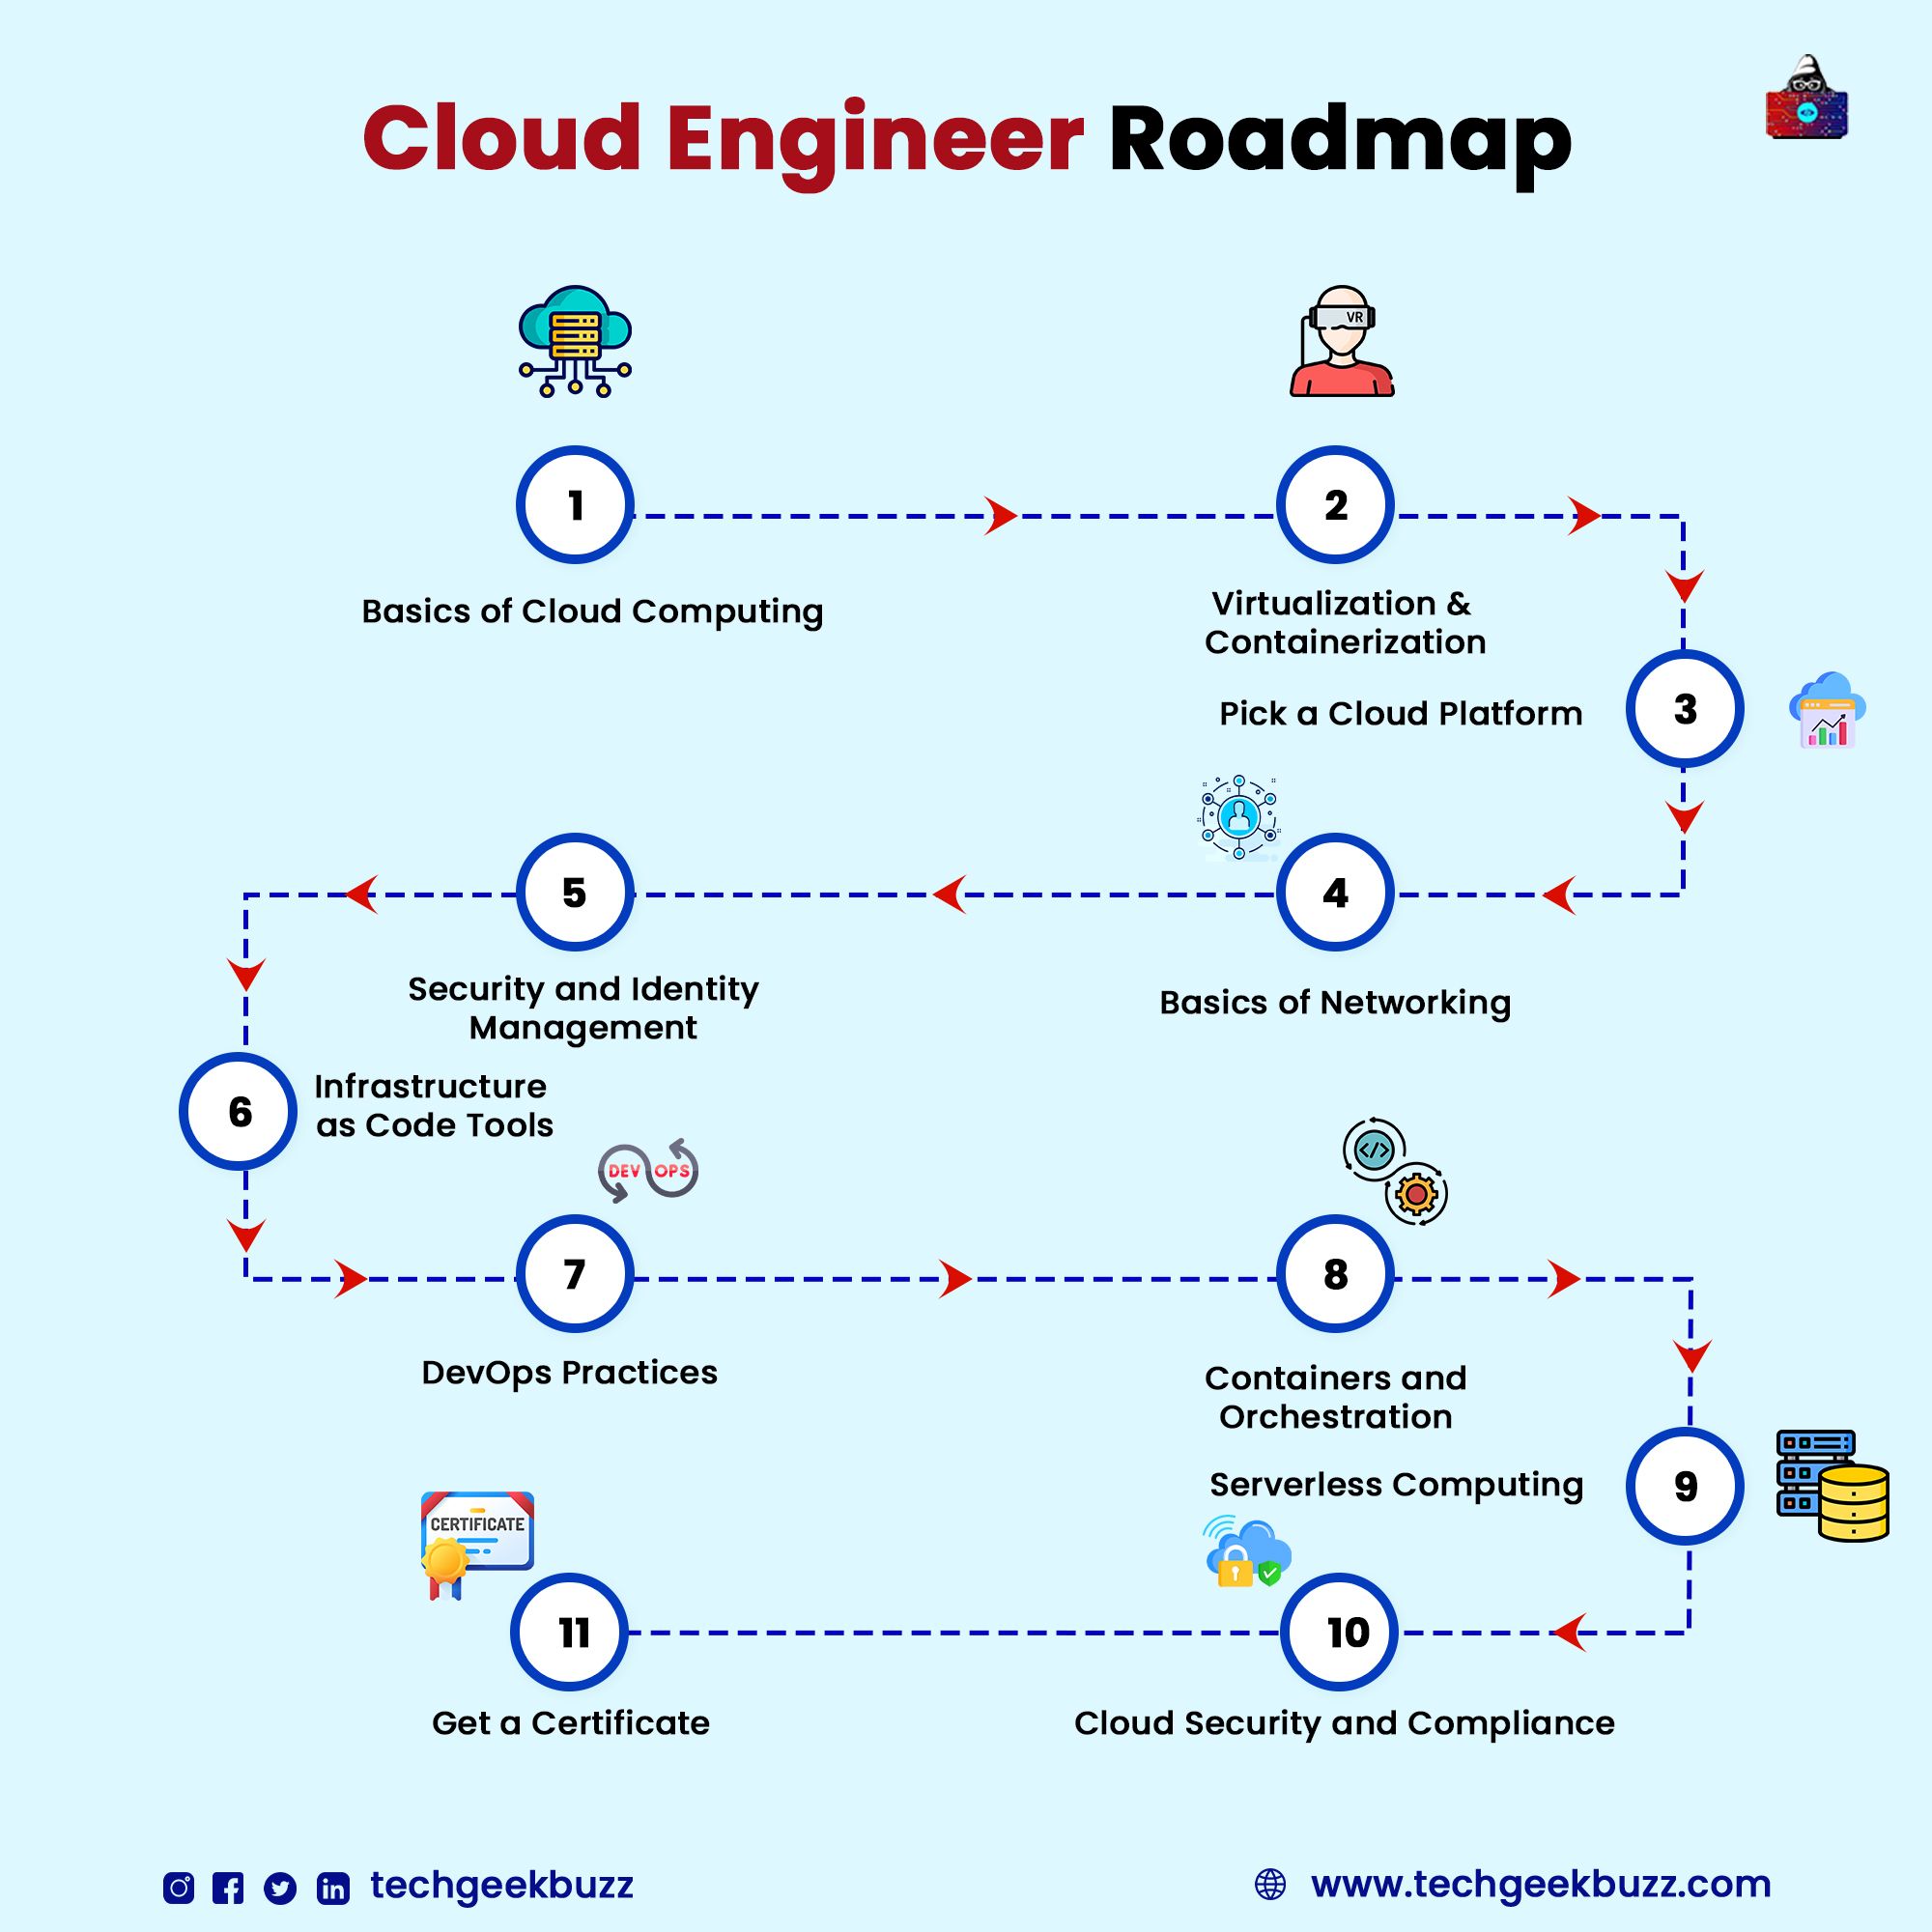 Cloud Engineer Roadmap
VR
1
2
Basics of Cloud Computing
Virtualization &
Containerization
Pick a Cloud Platform
3
5
4
Security and Identity
Management
Basics of Networking
6
Infrastructure
as Code Tools
DEV OPS
</>
7
8
DevOps Practices
Containers and
Orchestration
Serverless Computing
9
CERTIFICATE
11
10
Get a Certificate
Cloud Security and Compliance
in
techgeekbuzz
www.techgeekbuzz.com